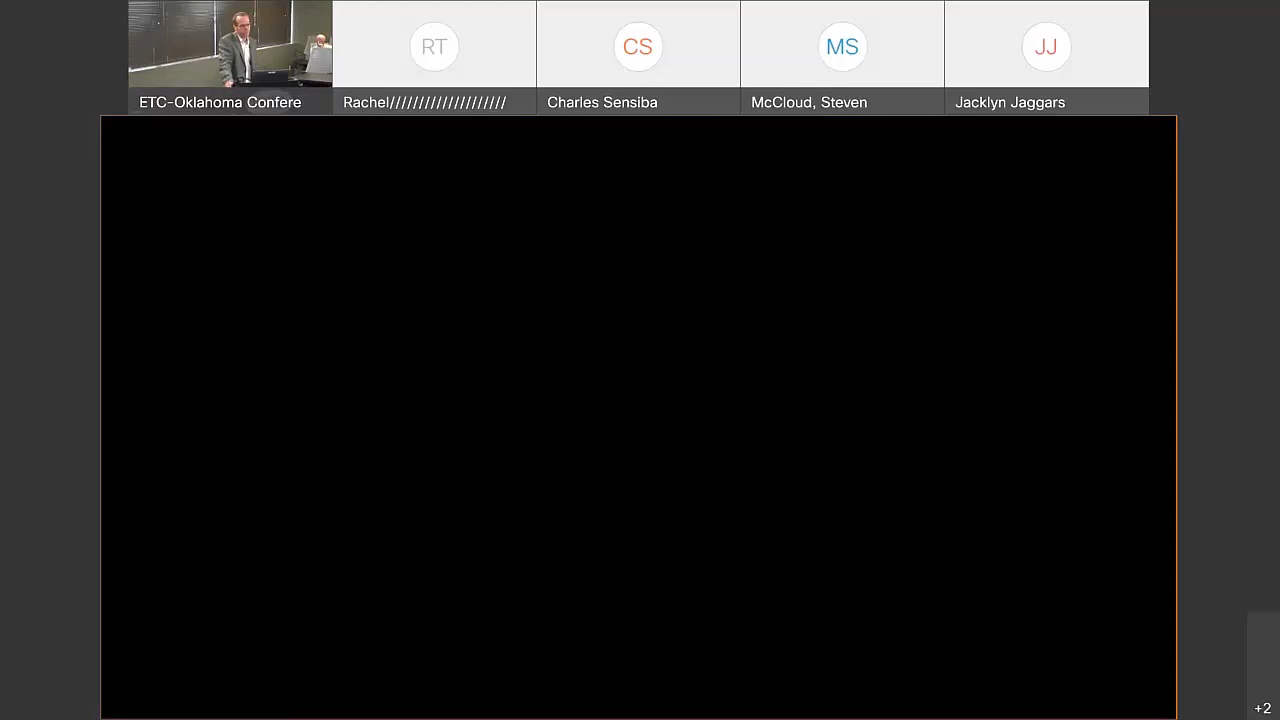 RT
CS
MS
JJ
ETC-Oklahoma Confere
Rachel////////////////////
Charles Sensiba
McCloud, Steven
Jacklyn Jaggars
+2